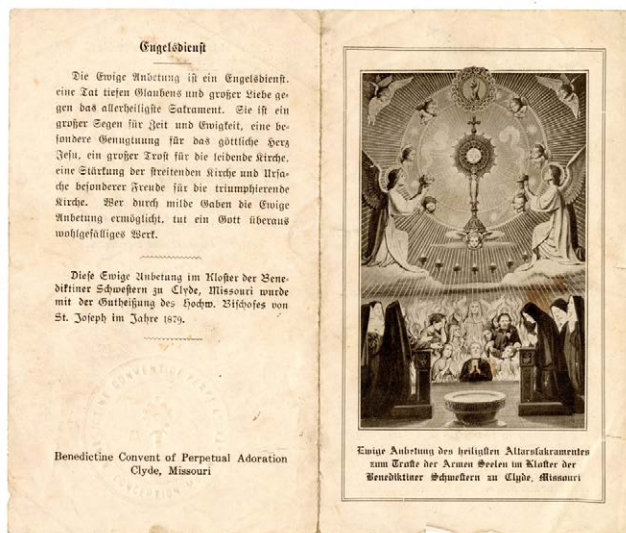 Engelsdienst
Die Ewige Anbetung ist ein Engelsdienst,
eine Tat tiefen Glaubens und großer Liebe ge-
gen das allerheiligste Sakrament. Sie ist ein
großer Segen für Zeit und Ewigkeit, eine be-
sondere Genugtuung für das göttliche Herz
Jesu, ein großer Trost für die leidende Kirche,
eine Stärkung der streitenden Kirche und Ursa-
che besonderer Freude für die triumphierende
Kirche. Wer durch milde Gaben die Ewige
Anbetung ermöglicht, tut ein Gott überaus
wohlgefälliges Werk.
Diese Ewige Anbetung im Kloster der Bene-
diktiner Schwestern zu Clyde, Missouri wurde
mit der Gutheißung des Hochw. Bischofes von
St. Joseph im Jahre 1879.
Benedictine Convent of Perpetual Adoration
Clyde, Missouri
Ewige Anbetung des heiligsten Altarssakramentes
zum Troste der Armen Seelen im Kloster der
Benediktiner Schwestern zu Clyde, Missouri